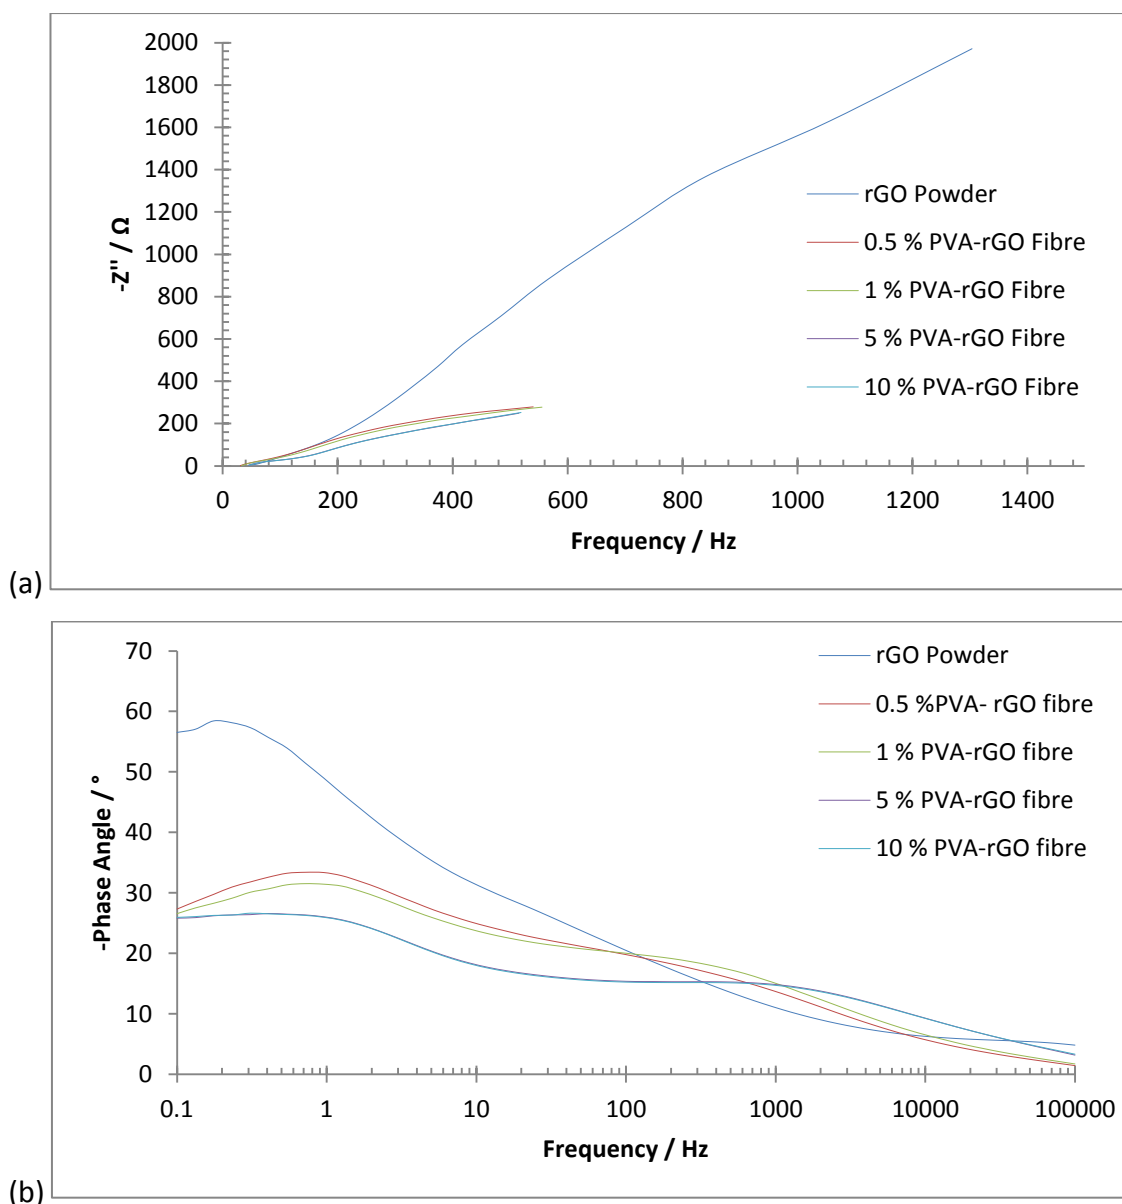 2000
1800
1600
1400
1200
1000
800
600
400
200
0
-Z" / Ω
0 200 400 600 800 1000 1200 1400
Frequency / Hz
rGO Powder
0.5 % PVA-rGO Fibre
1 % PVA-rGO Fibre
5 % PVA-rGO Fibre
10 % PVA-rGO Fibre
(a)
70
60
50
40
30
20
10
0
-Phase Angle / °
0.1 1 10 100 1000 10000 100000
Frequency / Hz
rGO Powder
0.5 %PVA- rGO fibre
1 % PVA-rGO fibre
5 % PVA-rGO fibre
10 % PVA-rGO fibre
(b)